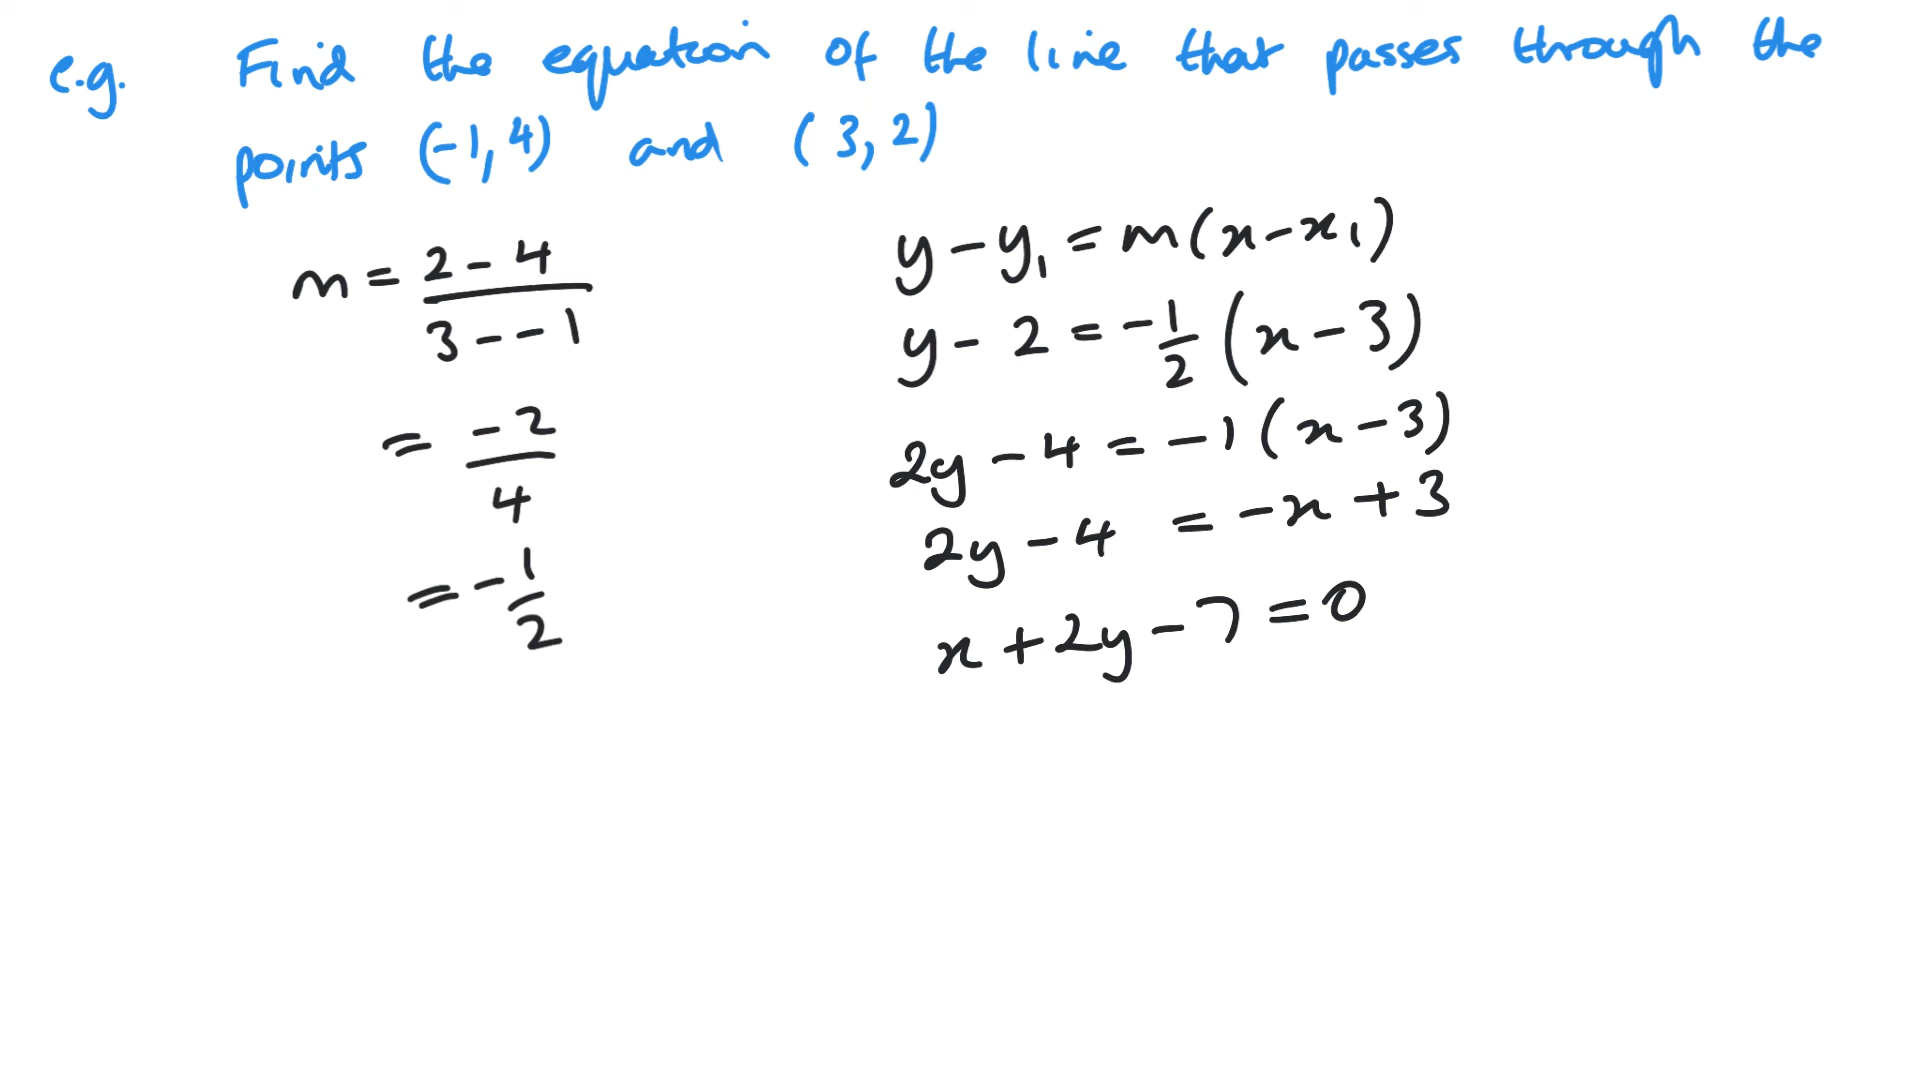 e.g. Find the equation of the line that passes through the
points (-1, 4) and (3, 2)
m = 2 - 4
3 - - 1
= -2
4
= - 1
2
y - y₁ = m(x - x₁)
y - 2 = -1/2 (x - 3)
2y - 4 = -1(x - 3)
2y - 4 = -x + 3
x + 2y - 7 = 0